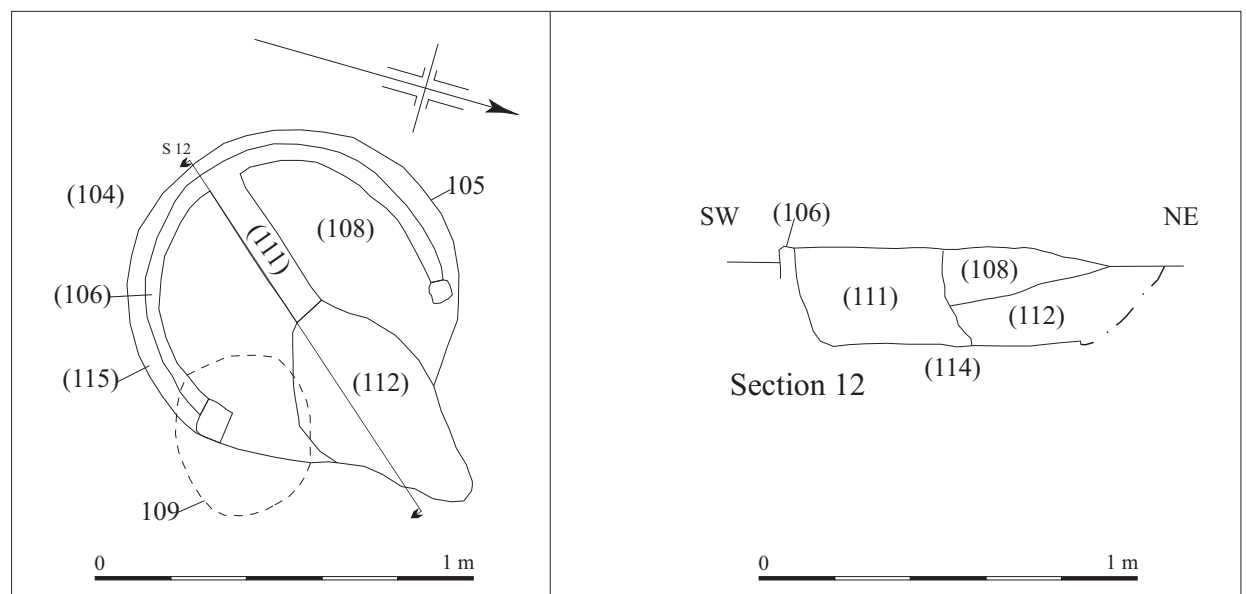 S 12
(104)
105
(108)
(111)
(106)
(115)
(112)
109
0 1 m
SW (106) NE
(108)
(111)
(112)
(114)
Section 12
0 1 m